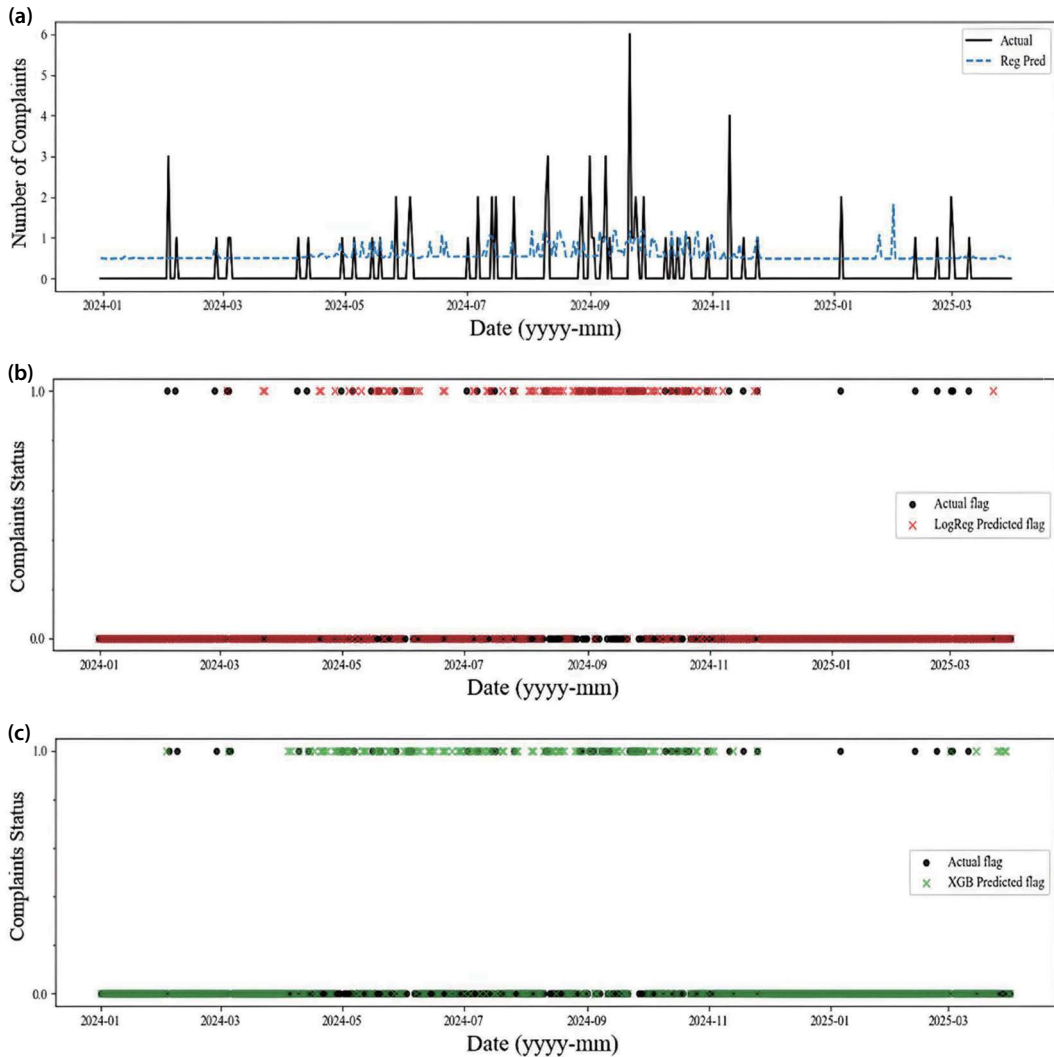 (a)
Number of Complaints
6
5
4
3
2
1
0
Actual
Reg Pred
2024-01 2024-03 2024-05 2024-07 2024-09 2024-11 2025-01 2025-03
Date (yyyy-mm)
(b)
Complaints Status
1.0
0.0
Actual flag
LogReg Predicted flag
2024-01 2024-03 2024-05 2024-07 2024-09 2024-11 2025-01 2025-03
Date (yyyy-mm)
(c)
Complaints Status
1.0
0.0
Actual flag
XGB Predicted flag
2024-01 2024-03 2024-05 2024-07 2024-09 2024-11 2025-01 2025-03
Date (yyyy-mm)